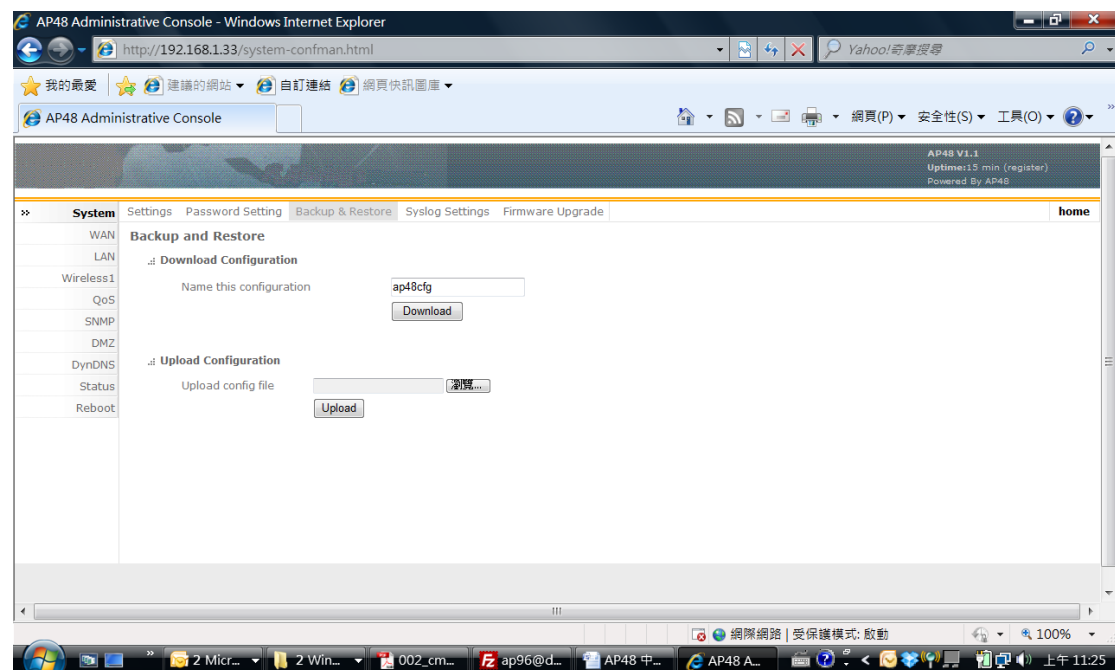 AP48 Administrative Console - Windows Internet Explorer
http://192.168.1.33/system-confman.html
Yahoo!奇摩搜尋
我的最愛
建議的網站
自訂連結
網頁快訊圖庫
AP48 Administrative Console
網頁(P)
安全性(S)
工具(O)
AP48 V1.1
Uptime:15 min (register)
Powered By AP48
» System
Settings
Password Setting
Backup & Restore
Syslog Settings
Firmware Upgrade
home
WAN
LAN
Wireless1
QoS
SNMP
DMZ
DynDNS
Status
Reboot
Backup and Restore
.:: Download Configuration
Name this configuration
ap48cfg
Download
.:: Upload Configuration
Upload config file
瀏覽...
Upload
網際網路 | 受保護模式: 啟動
100%
2 Micr...
2 Win...
002_cm...
ap96@d...
AP48 中...
AP48 A...
上午 11:25